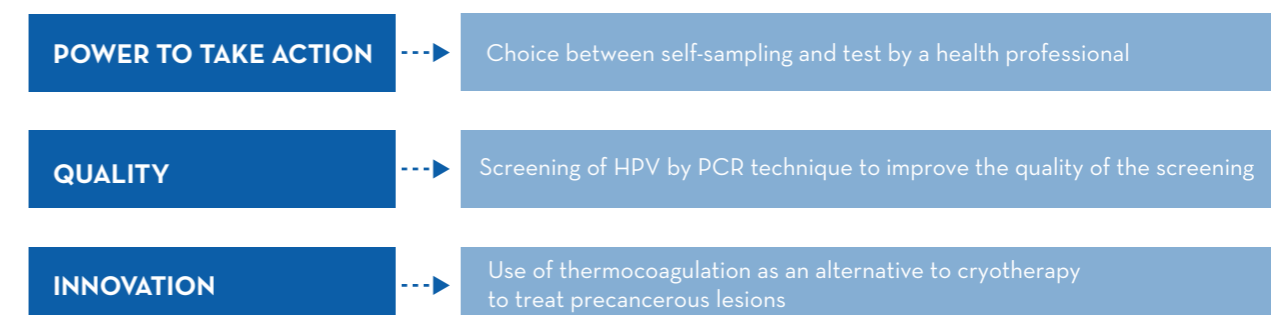 POWER TO TAKE ACTION
Choice between self-sampling and test by a health professional
QUALITY
Screening of HPV by PCR technique to improve the quality of the screening
INNOVATION
Use of thermocoagulation as an alternative to cryotherapy
to treat precancerous lesions